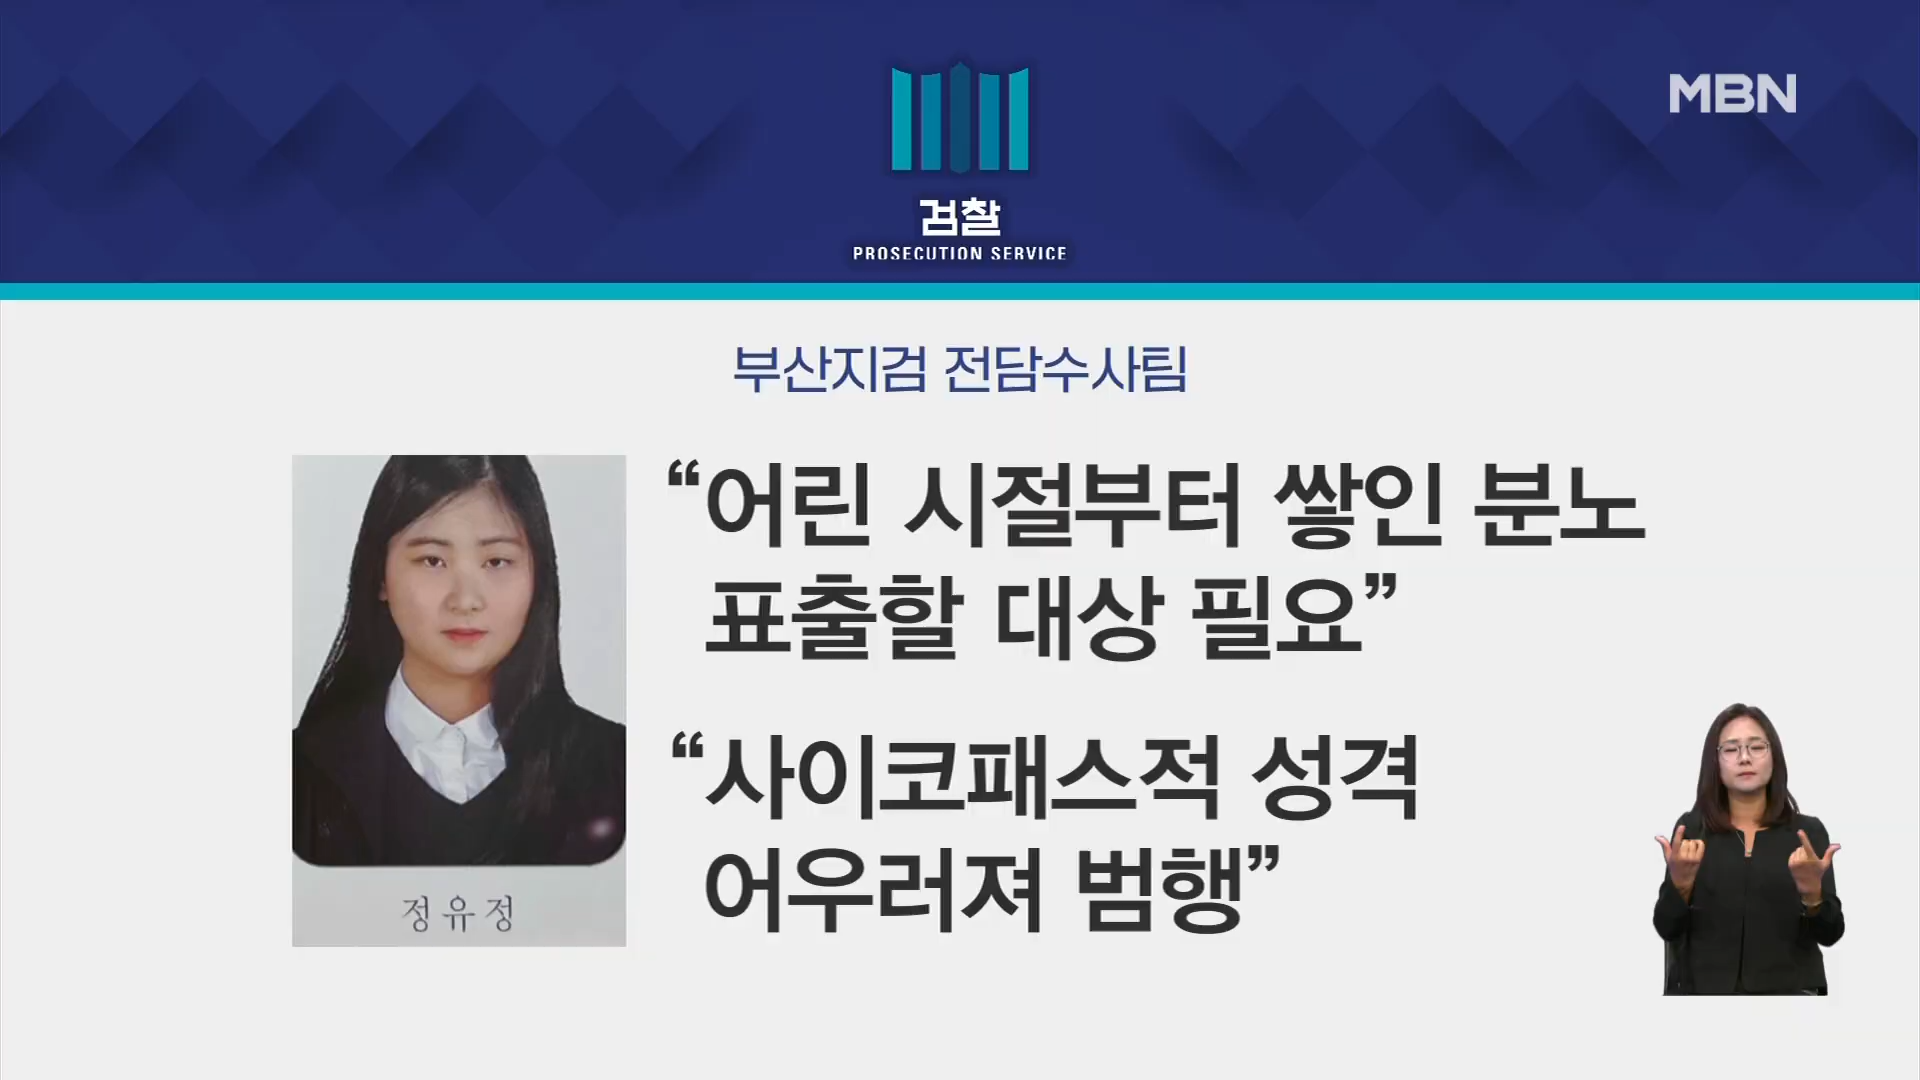 MBN
검찰
PROSECUTION SERVICE
부산지검 전담수사팀
“어린 시절부터 쌓인 분노
표출할 대상 필요”
“사이코패스적 성격
어우러져 범행”
정유정